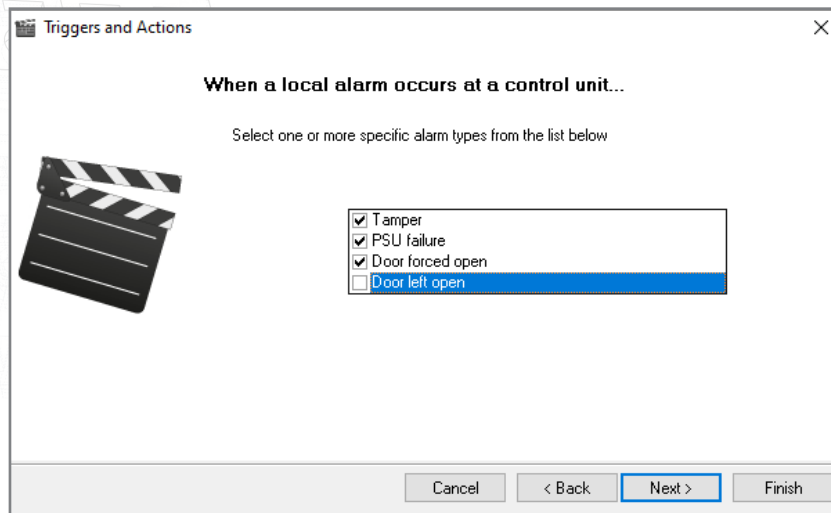 Triggers and Actions
When a local alarm occurs at a control unit...
Select one or more specific alarm types from the list below
Tamper
PSU failure
Door forced open
Door left open
Cancel
< Back
Next >
Finish